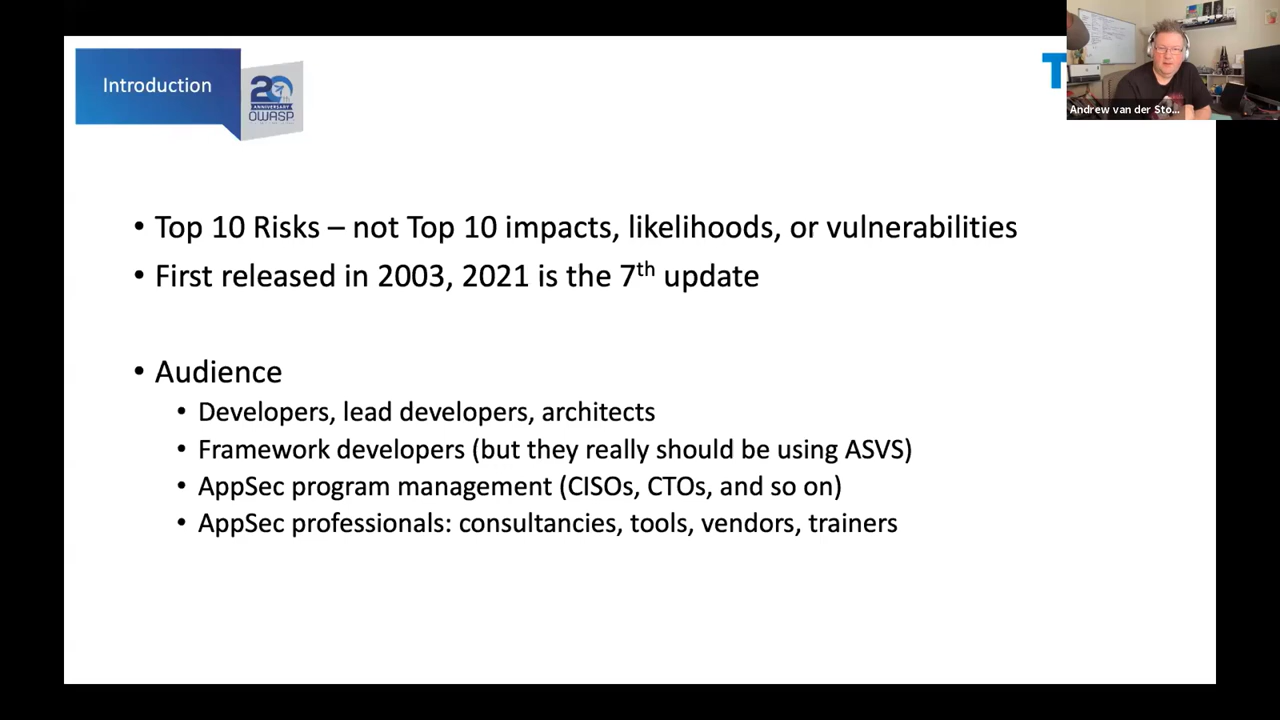 Introduction
20
ANNIVERSARY
OWASP
T
Andrew van der Sto...
• Top 10 Risks – not Top 10 impacts, likelihoods, or vulnerabilities
• First released in 2003, 2021 is the 7th update
• Audience
• Developers, lead developers, architects
• Framework developers (but they really should be using ASVS)
• AppSec program management (CISOs, CTOs, and so on)
• AppSec professionals: consultancies, tools, vendors, trainers